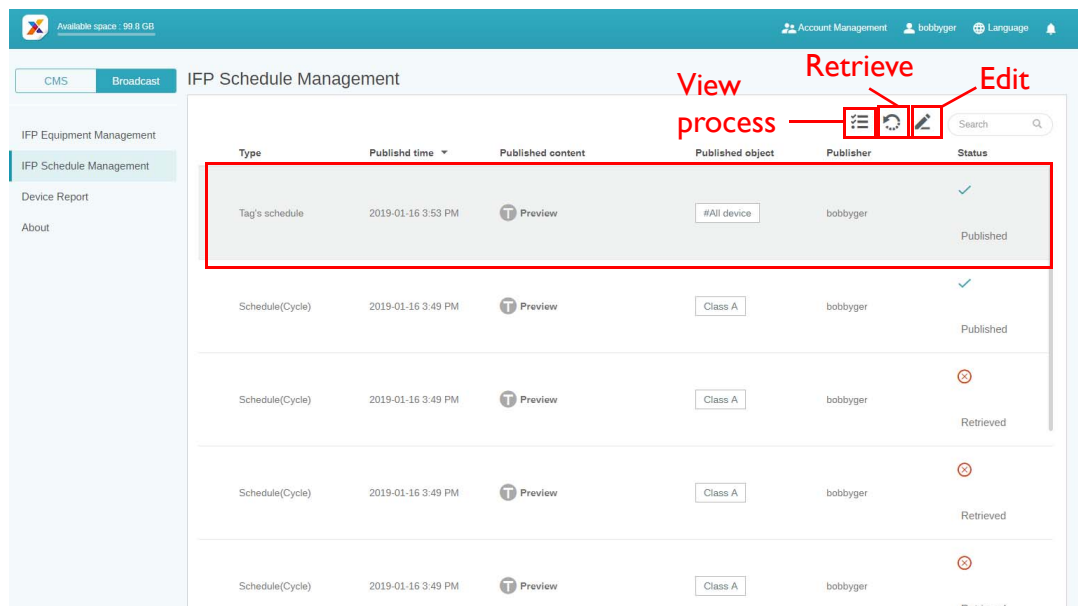 Available space : 99.8 GB
Account Management bobbyger Language
CMS Broadcast
IFP Schedule Management
View process
Retrieve
Edit
Search
IFP Equipment Management
IFP Schedule Management
Device Report
About
Type Publishd time Published content Published object Publisher Status
Tag's schedule 2019-01-16 3:53 PM T Preview #All device bobbyger Published
Schedule(Cycle) 2019-01-16 3:49 PM T Preview Class A bobbyger Published
Schedule(Cycle) 2019-01-16 3:49 PM T Preview Class A bobbyger Retrieved
Schedule(Cycle) 2019-01-16 3:49 PM T Preview Class A bobbyger Retrieved
Schedule(Cycle) 2019-01-16 3:49 PM T Preview Class A bobbyger